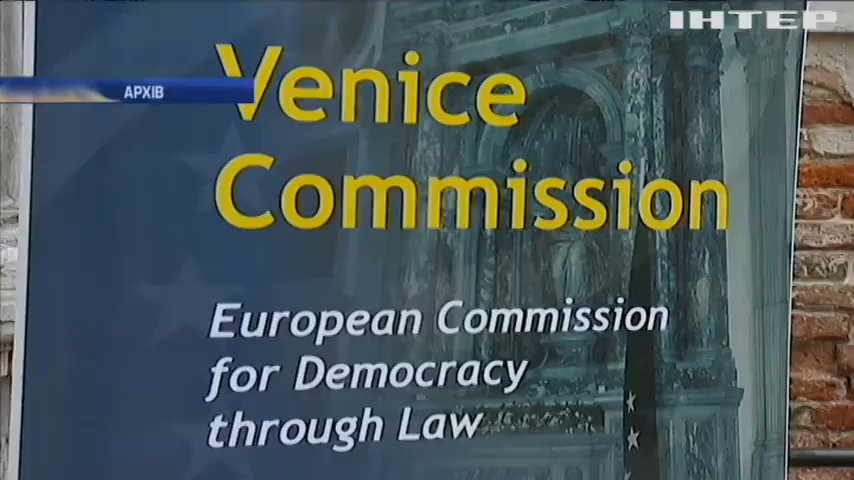 ІНТЕР
АРХІВ
Venice
Commission
European Commission
for Democracy
through Law